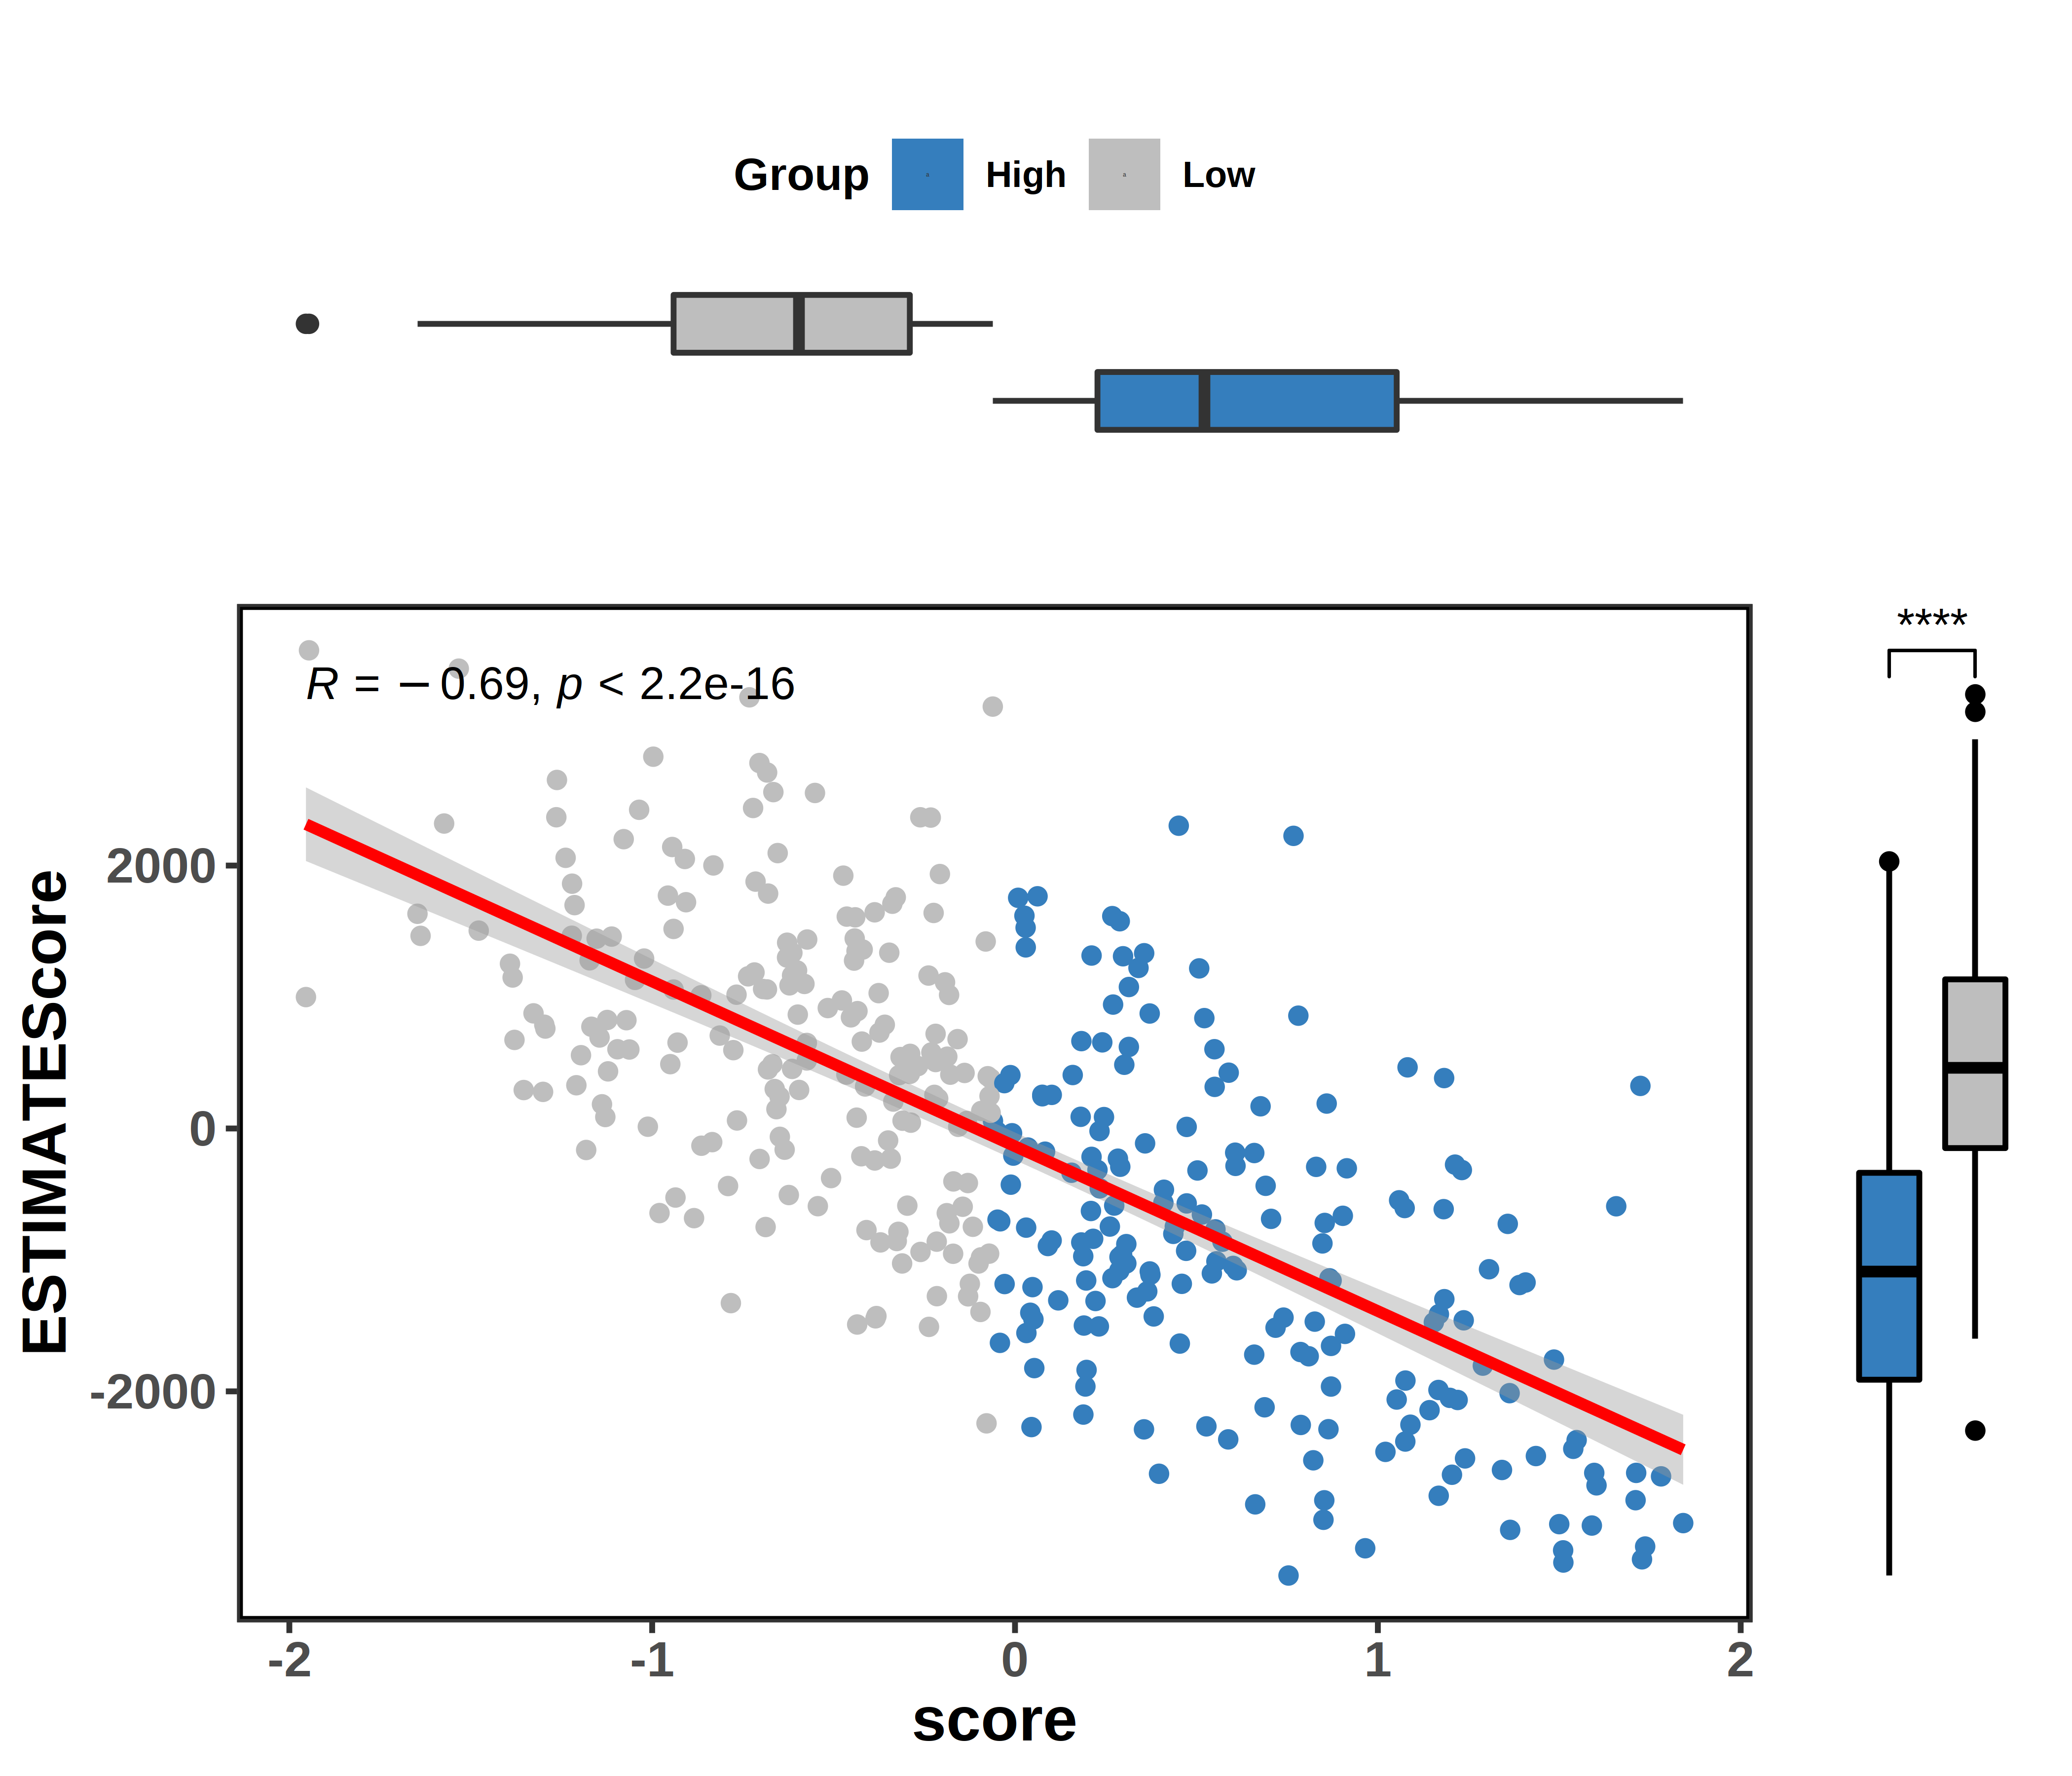 Group High Low
****
R = −0.69, p < 2.2e-16
ESTIMATEScore
2000
0
-2000
-2 -1 0 1 2
score